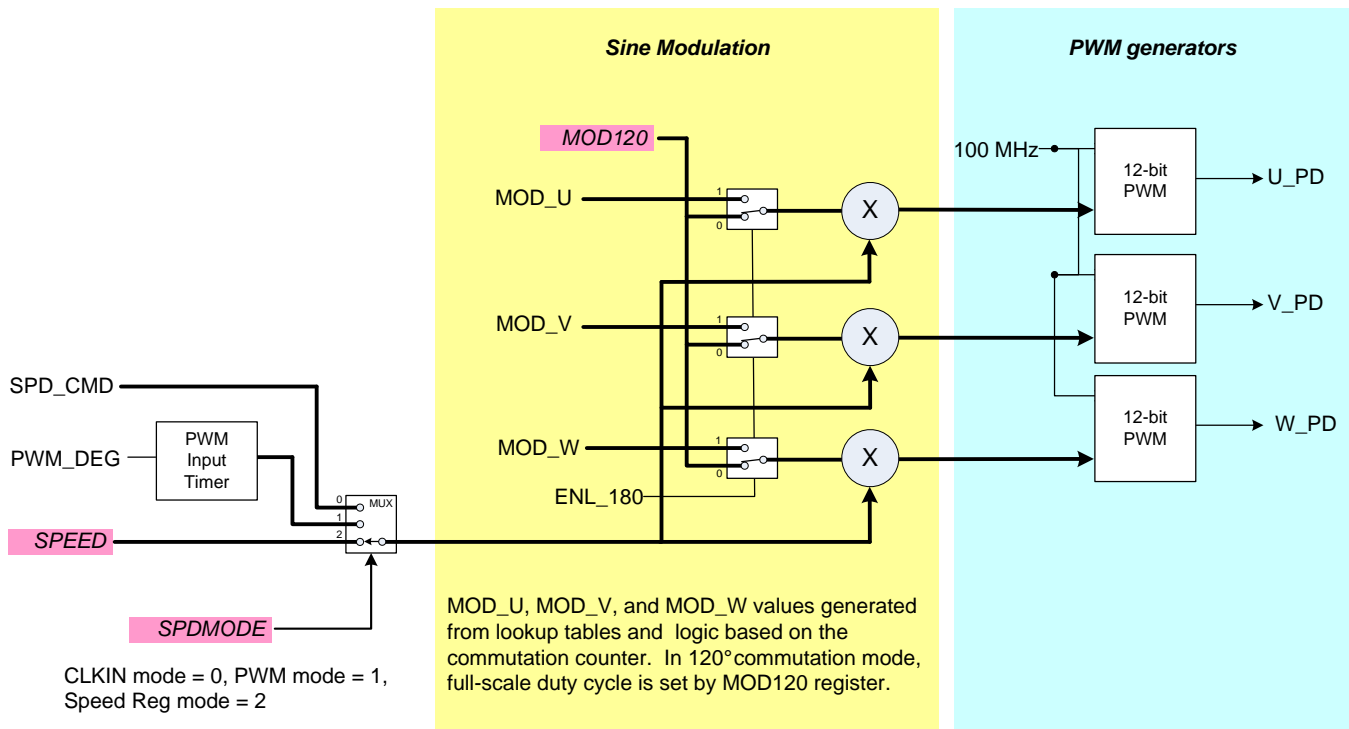 Sine Modulation
PWM generators
MOD120
100 MHz
12-bit
PWM
U_PD
MOD_U
1
0
X
12-bit
PWM
V_PD
MOD_V
1
0
X
SPD_CMD
12-bit
PWM
W_PD
MOD_W
1
0
X
PWM_DEG
PWM
Input
Timer
ENL_180
0
MUX
1
2
SPEED
SPDMODE
CLKIN mode = 0, PWM mode = 1,
Speed Reg mode = 2
MOD_U, MOD_V, and MOD_W values generated
from lookup tables and logic based on the
commutation counter. In 120° commutation mode,
full-scale duty cycle is set by MOD120 register.